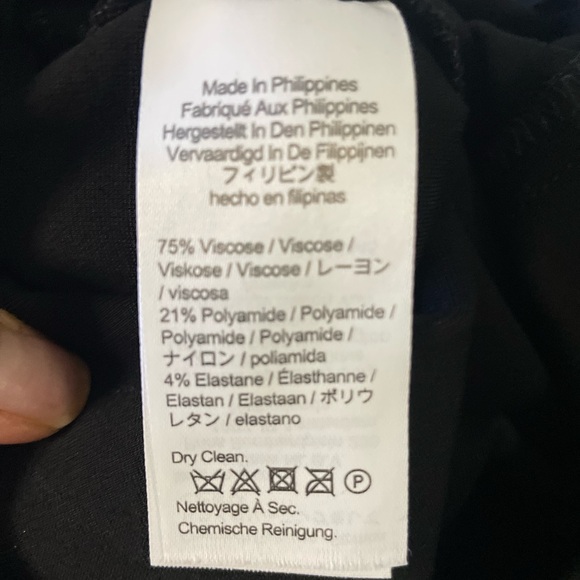 Made In Philippines
Fabriqué Aux Philippines
Hergestellt In Den Philippinen
Vervaardigd In De Filippijnen
フィリピン製
hecho en filipinas
75% Viscose / Viscose /
Viskose / Viscose / レーヨン
/ viscosa
21% Polyamide / Polyamide /
Polyamide / Polyamide /
ナイロン / poliamida
4% Elastane / Élasthanne /
Elastan / Elastaan / ポリウ
レタン / elastano
Dry Clean.
P
Nettoyage À Sec.
Chemische Reinigung.